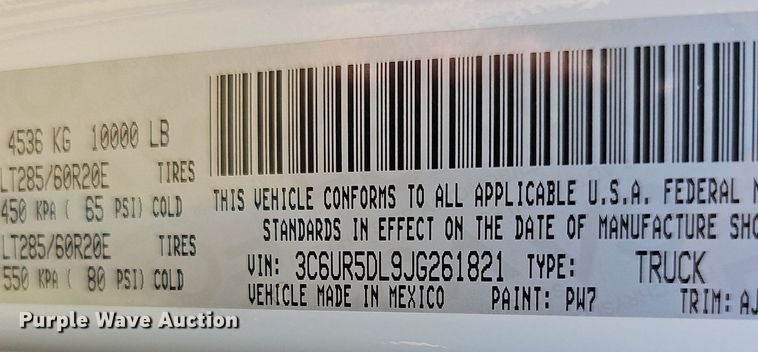 4536 KG 10000 LB
LT285/60R20E TIRES
450 KPA ( 65 PSI) COLD
LT285/60R20E TIRES
550 KPA ( 80 PSI) COLD
THIS VEHICLE CONFORMS TO ALL APPLICABLE U.S.A. FEDERAL M
STANDARDS IN EFFECT ON THE DATE OF MANUFACTURE SHO
VIN: 3C6UR5DL9JG261821 TYPE: TRUCK
VEHICLE MADE IN MEXICO PAINT: PW7 TRIM: AJ
Purple Wave Auction